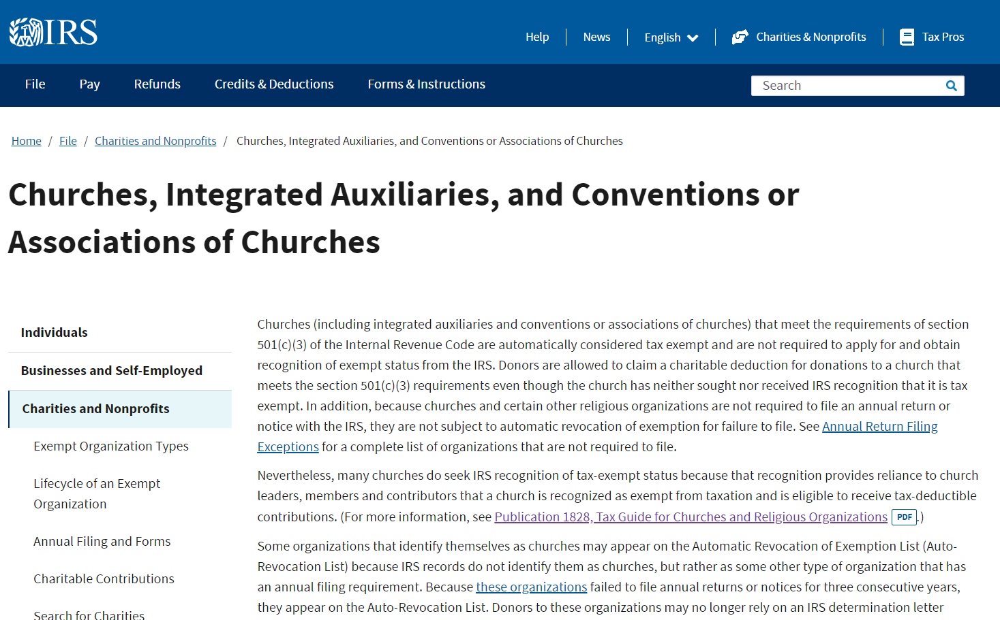 IRS
Help
News
English
Charities & Nonprofits
Tax Pros
File
Pay
Refunds
Credits & Deductions
Forms & Instructions
Search
Home / File / Charities and Nonprofits / Churches, Integrated Auxiliaries, and Conventions or Associations of Churches
Churches, Integrated Auxiliaries, and Conventions or
Associations of Churches
Individuals
Businesses and Self-Employed
Charities and Nonprofits
Exempt Organization Types
Lifecycle of an Exempt
Organization
Annual Filing and Forms
Charitable Contributions
Search for Charities
Churches (including integrated auxiliaries and conventions or associations of churches) that meet the requirements of section
501(c)(3) of the Internal Revenue Code are automatically considered tax exempt and are not required to apply for and obtain
recognition of exempt status from the IRS. Donors are allowed to claim a charitable deduction for donations to a church that
meets the section 501(c)(3) requirements even though the church has neither sought nor received IRS recognition that it is tax
exempt. In addition, because churches and certain other religious organizations are not required to file an annual return or
notice with the IRS, they are not subject to automatic revocation of exemption for failure to file. See Annual Return Filing
Exceptions for a complete list of organizations that are not required to file.
Nevertheless, many churches do seek IRS recognition of tax-exempt status because that recognition provides reliance to church
leaders, members and contributors that a church is recognized as exempt from taxation and is eligible to receive tax-deductible
contributions. (For more information, see Publication 1828, Tax Guide for Churches and Religious Organizations PDF.)
Some organizations that identify themselves as churches may appear on the Automatic Revocation of Exemption List (Auto-
Revocation List) because IRS records do not identify them as churches, but rather as some other type of organization that has
an annual filing requirement. Because these organizations failed to file annual returns or notices for three consecutive years,
they appear on the Auto-Revocation List. Donors to these organizations may no longer rely on an IRS determination letter